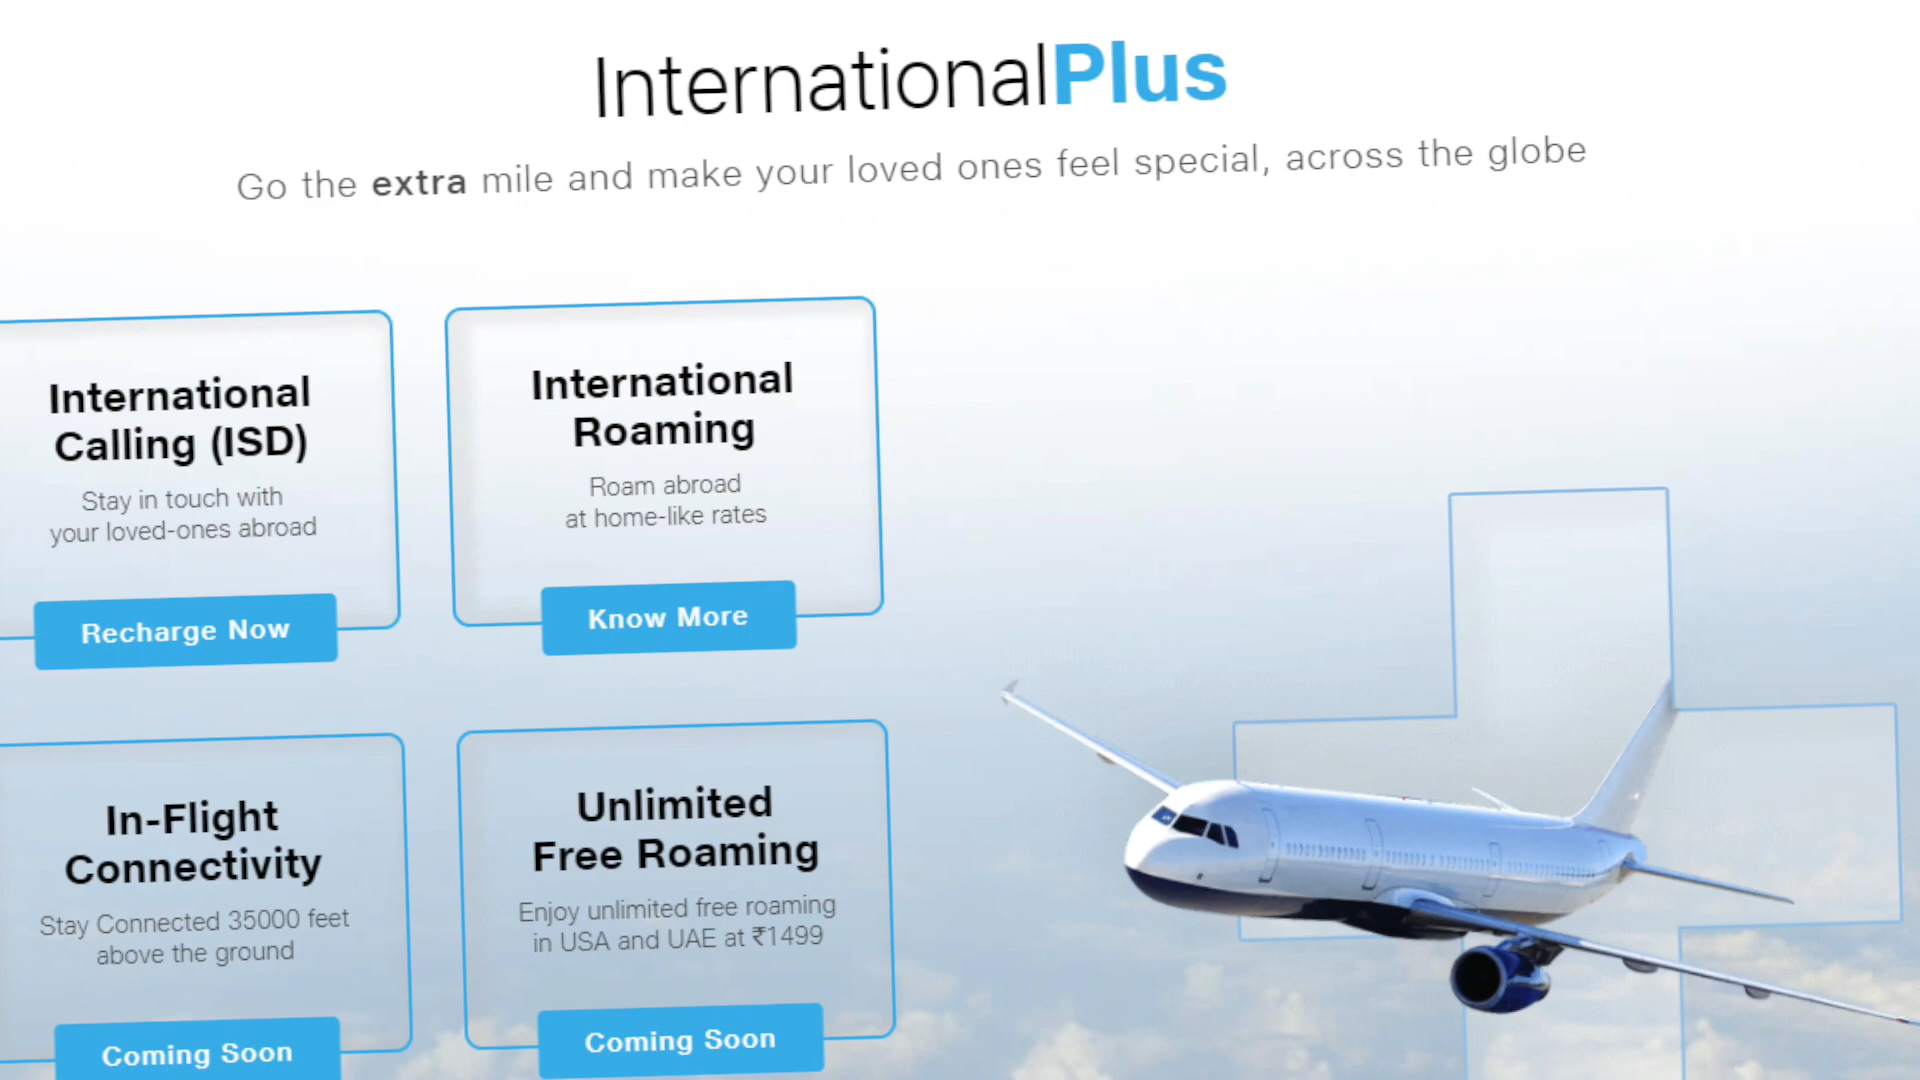 InternationalPlus
Go the extra mile and make your loved ones feel special, across the globe
International
Calling (ISD)
Stay in touch with
your loved-ones abroad
Recharge Now
International
Roaming
Roam abroad
at home-like rates
Know More
In-Flight
Connectivity
Stay Connected 35000 feet
above the ground
Coming Soon
Unlimited
Free Roaming
Enjoy unlimited free roaming
in USA and UAE at ₹1499
Coming Soon